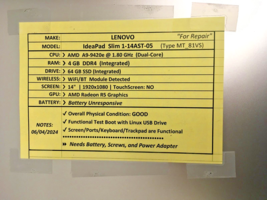 MAKE: LENOVO "For Repair"
MODEL: IdeaPad Slim 1-14AST-05 (Type MT_81VS)
CPU: AMD A9-9420e @ 1.80 GHz (Dual-Core)
RAM: 4 GB DDR4 (Integrated)
DRIVE: 64 GB SSD (Integrated)
WIRELESS: WiFi/BT Module Detected
SCREEN: 14" | 1920x1080 | TouchScreen: NO
GPU: AMD Radeon R5 Graphics
BATTERY: Battery Unresponsive
✓ Overall Physical Condition: GOOD
NOTES: ✓ Functional Test Boot with Linux USB Drive
06/04/2024 ✓ Screen/Ports/Keyboard/Trackpad are Functional
Needs Battery, Screws, and Power Adapter